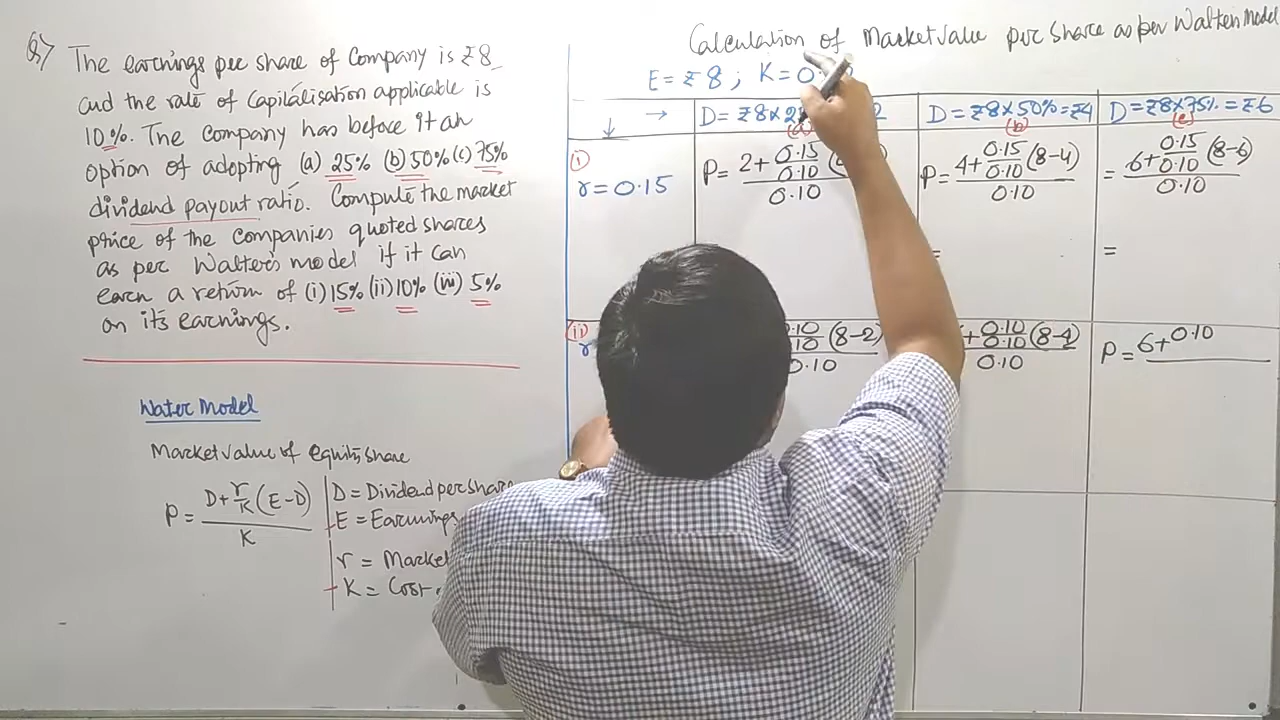 Q>
The earnings per share of Company is ₹8
and the rate of Capitalisation applicable is
10%. The Company has before it an
option of adopting (a) 25% (b) 50% (c) 75%
dividend payout ratio. Compute the market
price of the companies quoted shares
as per Walter's model if it can
earn a return of (i) 15% (ii) 10% (iii) 5%
on its earnings.
Water Model
Market value of equity share
P = D + r/K (E - D) / K
D = Dividend per share
E = Earnings
r = Market
K = Cost
Calculation of Market value per share as per Walter Model
E = ₹8 ; K = 0.
↓ → D = ₹8×2 2 D = ₹8×50% = ₹4 D = ₹8×75% = ₹6
(a) (b) (c)
(i) r = 0.15
P = 2 + 0.15/0.10 ( / 0.10
P = 4 + 0.15/0.10 (8-4) / 0.10
= 6 + 0.15/0.10 (8-6) / 0.10
= =
(ii) r
0.10/0.10 (8-2) / 0.10
+ 0.10/0.10 (8-4) / 0.10
P = 6 + 0.10